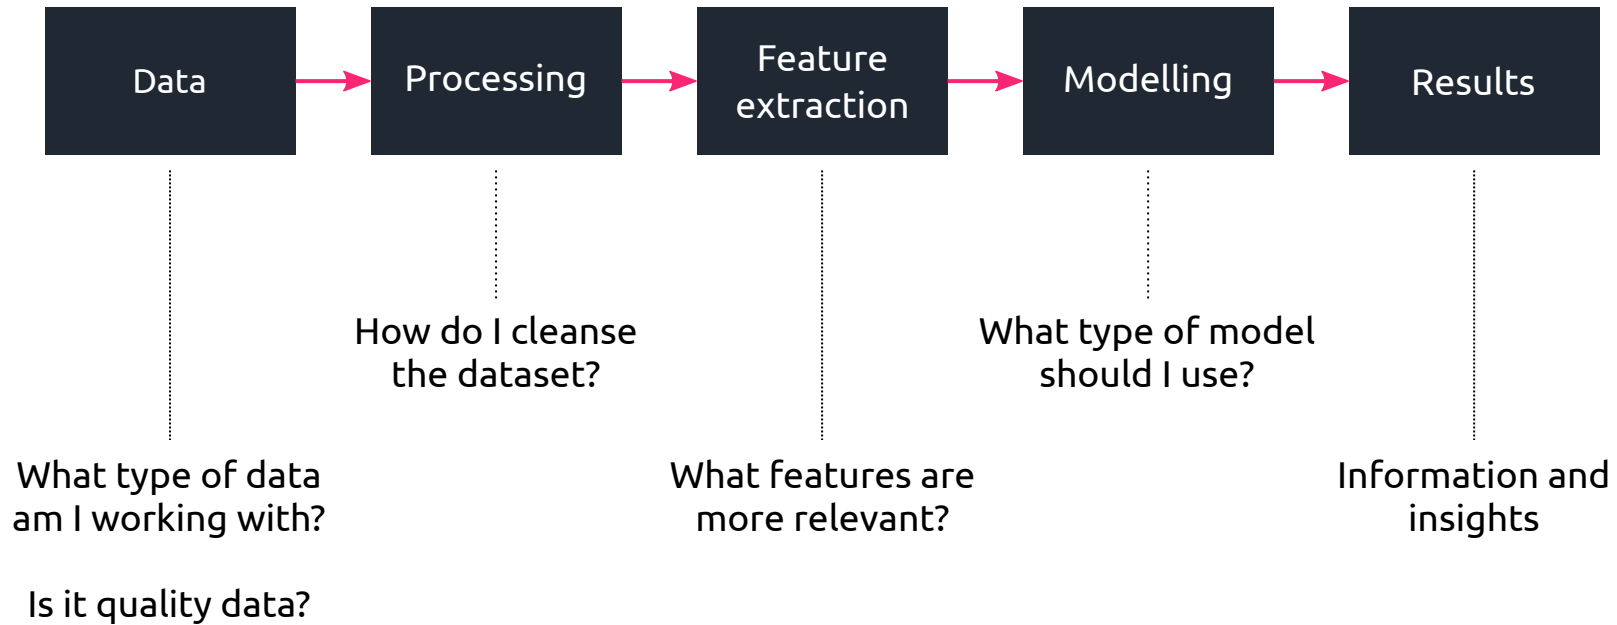 Data
Processing
Feature
extraction
Modelling
Results
How do I cleanse
the dataset?
What type of model
should I use?
What type of data
am I working with?
Is it quality data?
What features are
more relevant?
Information and
insights